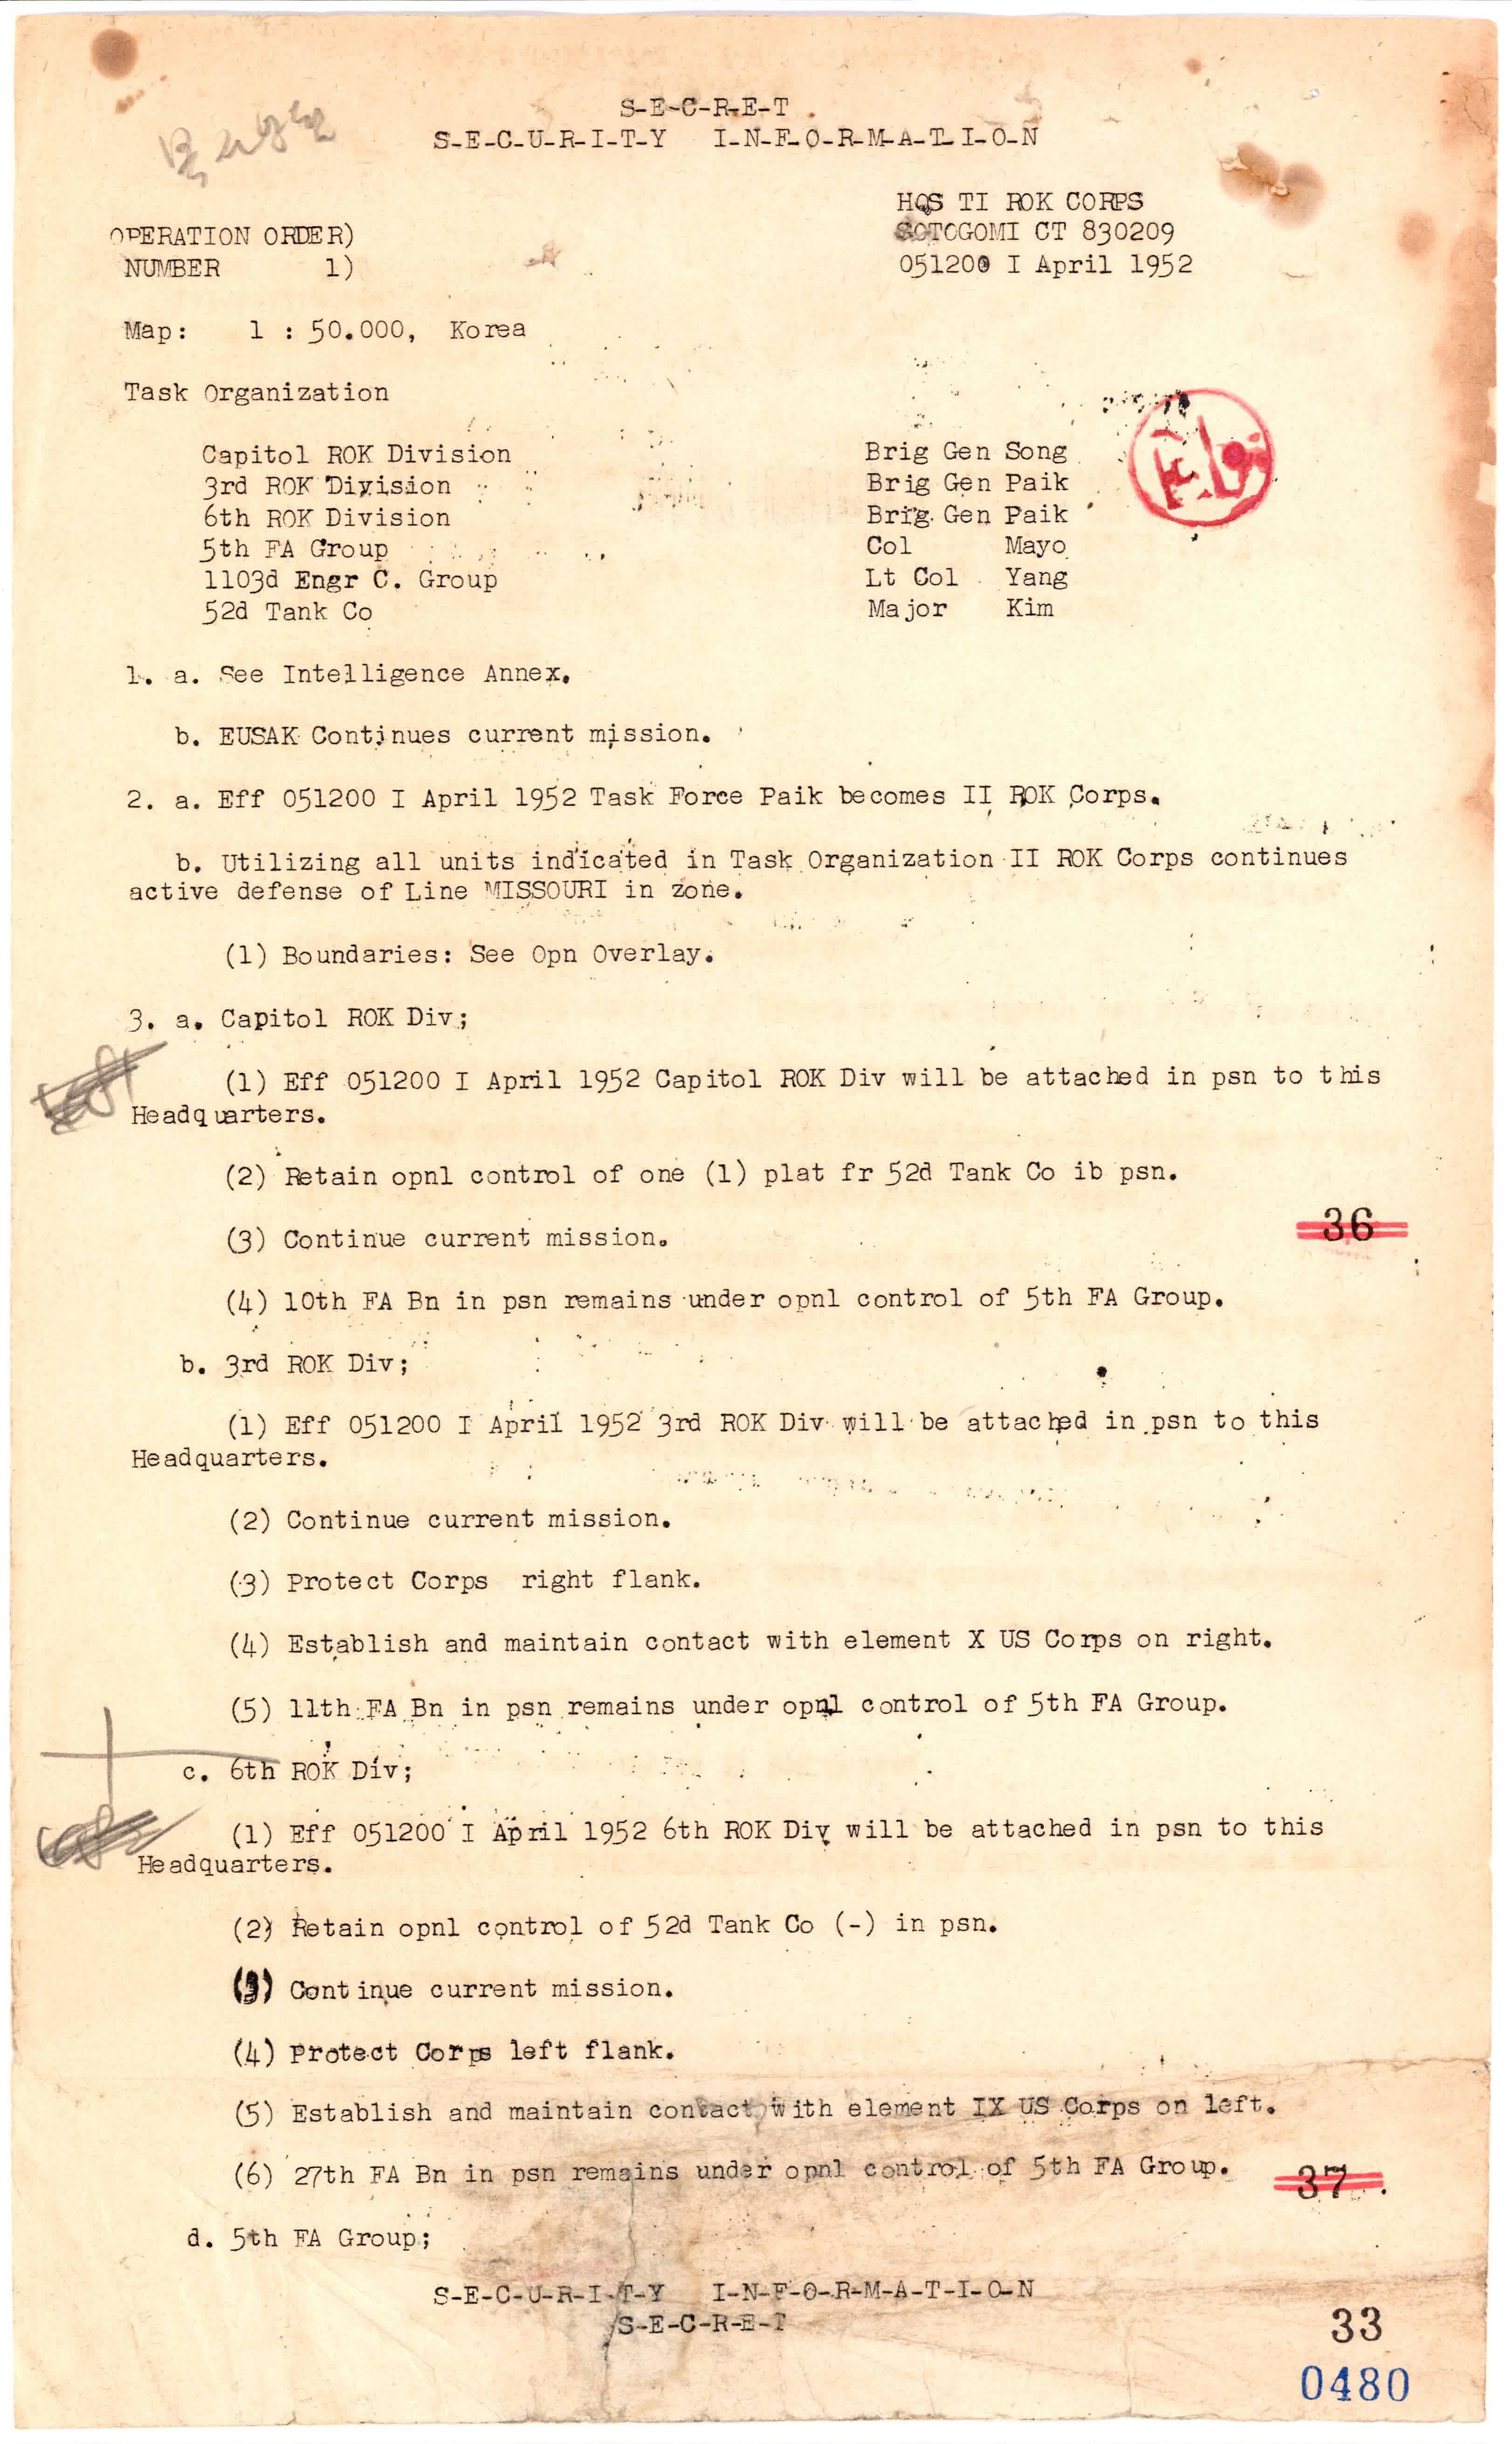 S-E-C-R-E-T
S-E-C-U-R-I-T-Y I-N-F-O-R-M-A-T-I-O-N
HQS TI ROK CORPS
SOTOGOMI CT 830209
051200 I April 1952
OPERATION ORDER)
NUMBER 1)
Map: 1 : 50.000, Korea
Task Organization
Capitol ROK Division Brig Gen Song
3rd ROK Division Brig Gen Paik
6th ROK Division Brig. Gen Paik
5th FA Group Col Mayo
1103d Engr C. Group Lt Col Yang
52d Tank Co Major Kim
1. a. See Intelligence Annex.
b. EUSAK Continues current mission.
2. a. Eff 051200 I April 1952 Task Force Paik becomes II ROK Corps.
b. Utilizing all units indicated in Task Organization II ROK Corps continues
active defense of Line MISSOURI in zone.
(1) Boundaries: See Opn Overlay.
3. a. Capitol ROK Div;
(1) Eff 051200 I April 1952 Capitol ROK Div will be attached in psn to this
Headquarters.
(2) Retain opnl control of one (1) plat fr 52d Tank Co ib psn.
36
(3) Continue current mission.
(4) 10th FA Bn in psn remains under opnl control of 5th FA Group.
b. 3rd ROK Div;
(1) Eff 051200 I April 1952 3rd ROK Div will be attached in psn to this
Headquarters.
(2) Continue current mission.
(3) Protect Corps right flank.
(4) Establish and maintain contact with element X US Corps on right.
(5) 11th FA Bn in psn remains under opnl control of 5th FA Group.
c. 6th ROK Div;
(1) Eff 051200 I April 1952 6th ROK Div will be attached in psn to this
Headquarters.
(2) Retain opnl control of 52d Tank Co (-) in psn.
(3) Continue current mission.
(4) Protect Corps left flank.
(5) Establish and maintain contact with element IX US Corps on left.
(6) 27th FA Bn in psn remains under opnl control of 5th FA Group.
37
d. 5th FA Group;
S-E-C-U-R-I-T-Y I-N-F-O-R-M-A-T-I-O-N
S-E-C-R-E-T
33
0480